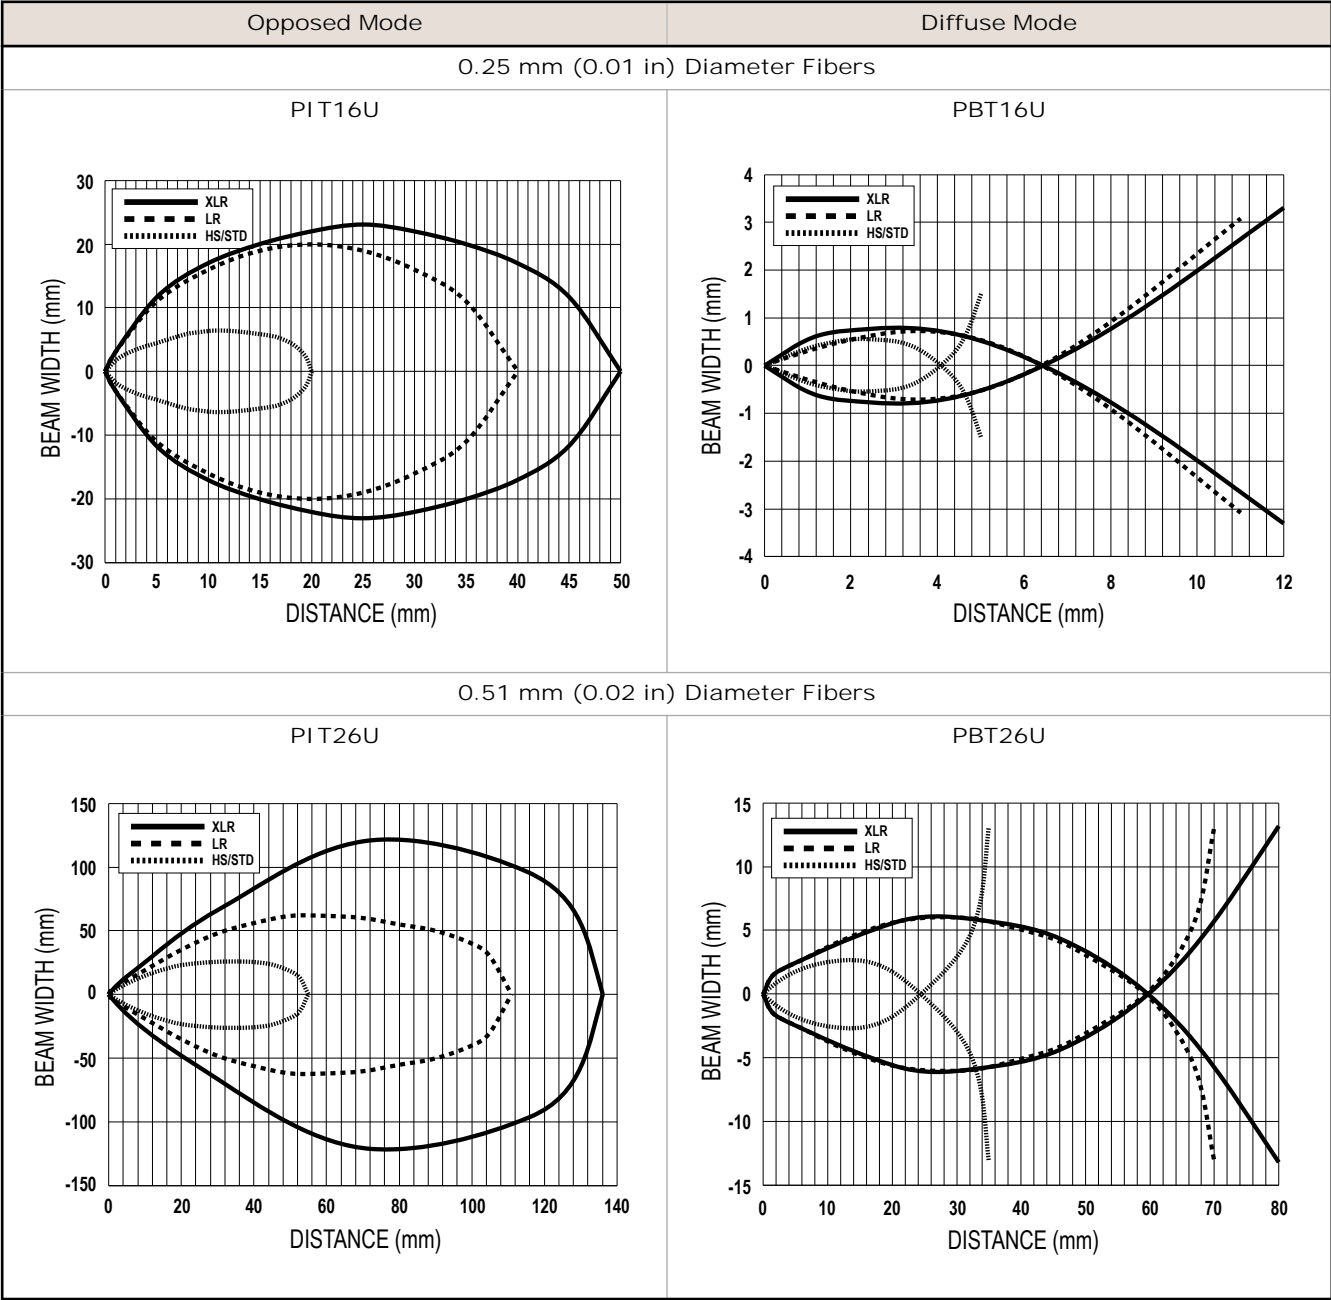 Opposed Mode
Diffuse Mode
0.25 mm (0.01 in) Diameter Fibers
PIT16U
PBT16U
XLR
LR
HS/STD
30
20
10
0
-10
-20
-30
BEAM WIDTH (mm)
0 5 10 15 20 25 30 35 40 45 50
DISTANCE (mm)
XLR
LR
HS/STD
4
3
2
1
0
-1
-2
-3
-4
BEAM WIDTH (mm)
0 2 4 6 8 10 12
DISTANCE (mm)
0.51 mm (0.02 in) Diameter Fibers
PIT26U
PBT26U
XLR
LR
HS/STD
150
100
50
0
-50
-100
-150
BEAM WIDTH (mm)
0 20 40 60 80 100 120 140
DISTANCE (mm)
XLR
LR
HS/STD
15
10
5
0
-5
-10
-15
BEAM WIDTH (mm)
0 10 20 30 40 50 60 70 80
DISTANCE (mm)